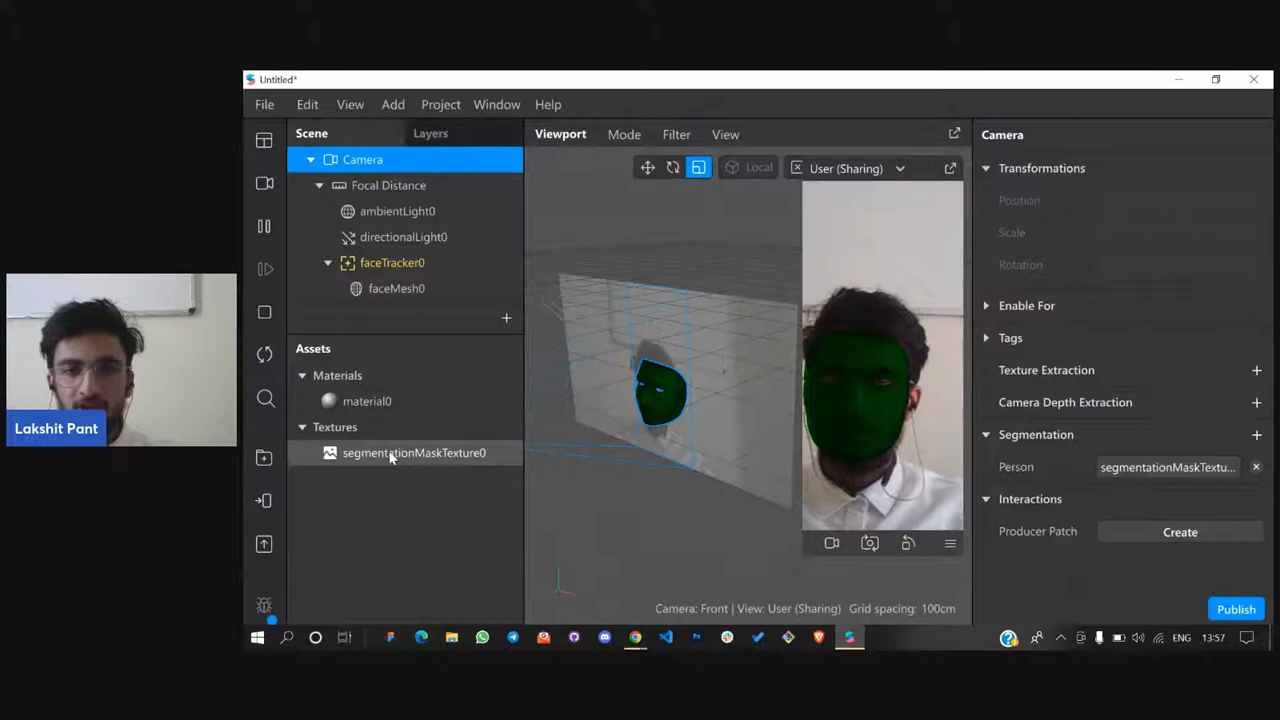 Untitled*
File Edit View Add Project Window Help
Scene Layers
Camera
Focal Distance
ambientLight0
directionalLight0
faceTracker0
faceMesh0
Assets
Materials
material0
Textures
segmentationMaskTexture0
Viewport Mode Filter View
Local User (Sharing)
Camera: Front | View: User (Sharing) Grid spacing: 100cm
Camera
Transformations
Position
Scale
Rotation
Enable For
Tags
Texture Extraction
Camera Depth Extraction
Segmentation
Person segmentationMaskTextu...
Interactions
Producer Patch Create
Publish
Lakshit Pant
ENG 13:57